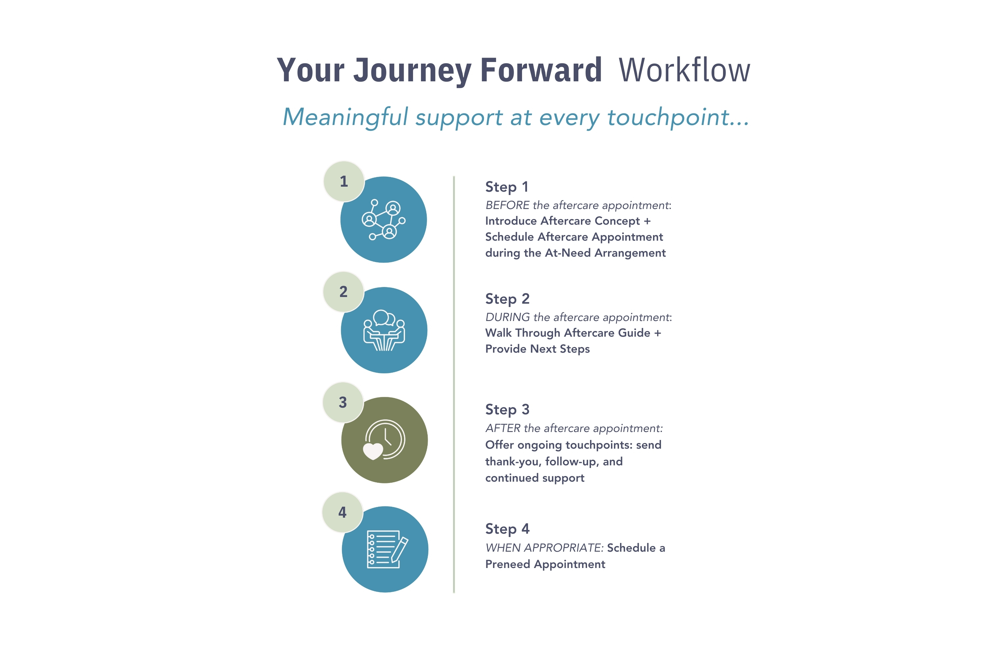 Your Journey Forward Workflow
Meaningful support at every touchpoint...
1
Step 1
BEFORE the aftercare appointment:
Introduce Aftercare Concept +
Schedule Aftercare Appointment
during the At-Need Arrangement
2
Step 2
DURING the aftercare appointment:
Walk Through Aftercare Guide +
Provide Next Steps
3
Step 3
AFTER the aftercare appointment:
Offer ongoing touchpoints: send
thank-you, follow-up, and
continued support
4
Step 4
WHEN APPROPRIATE: Schedule a
Preneed Appointment